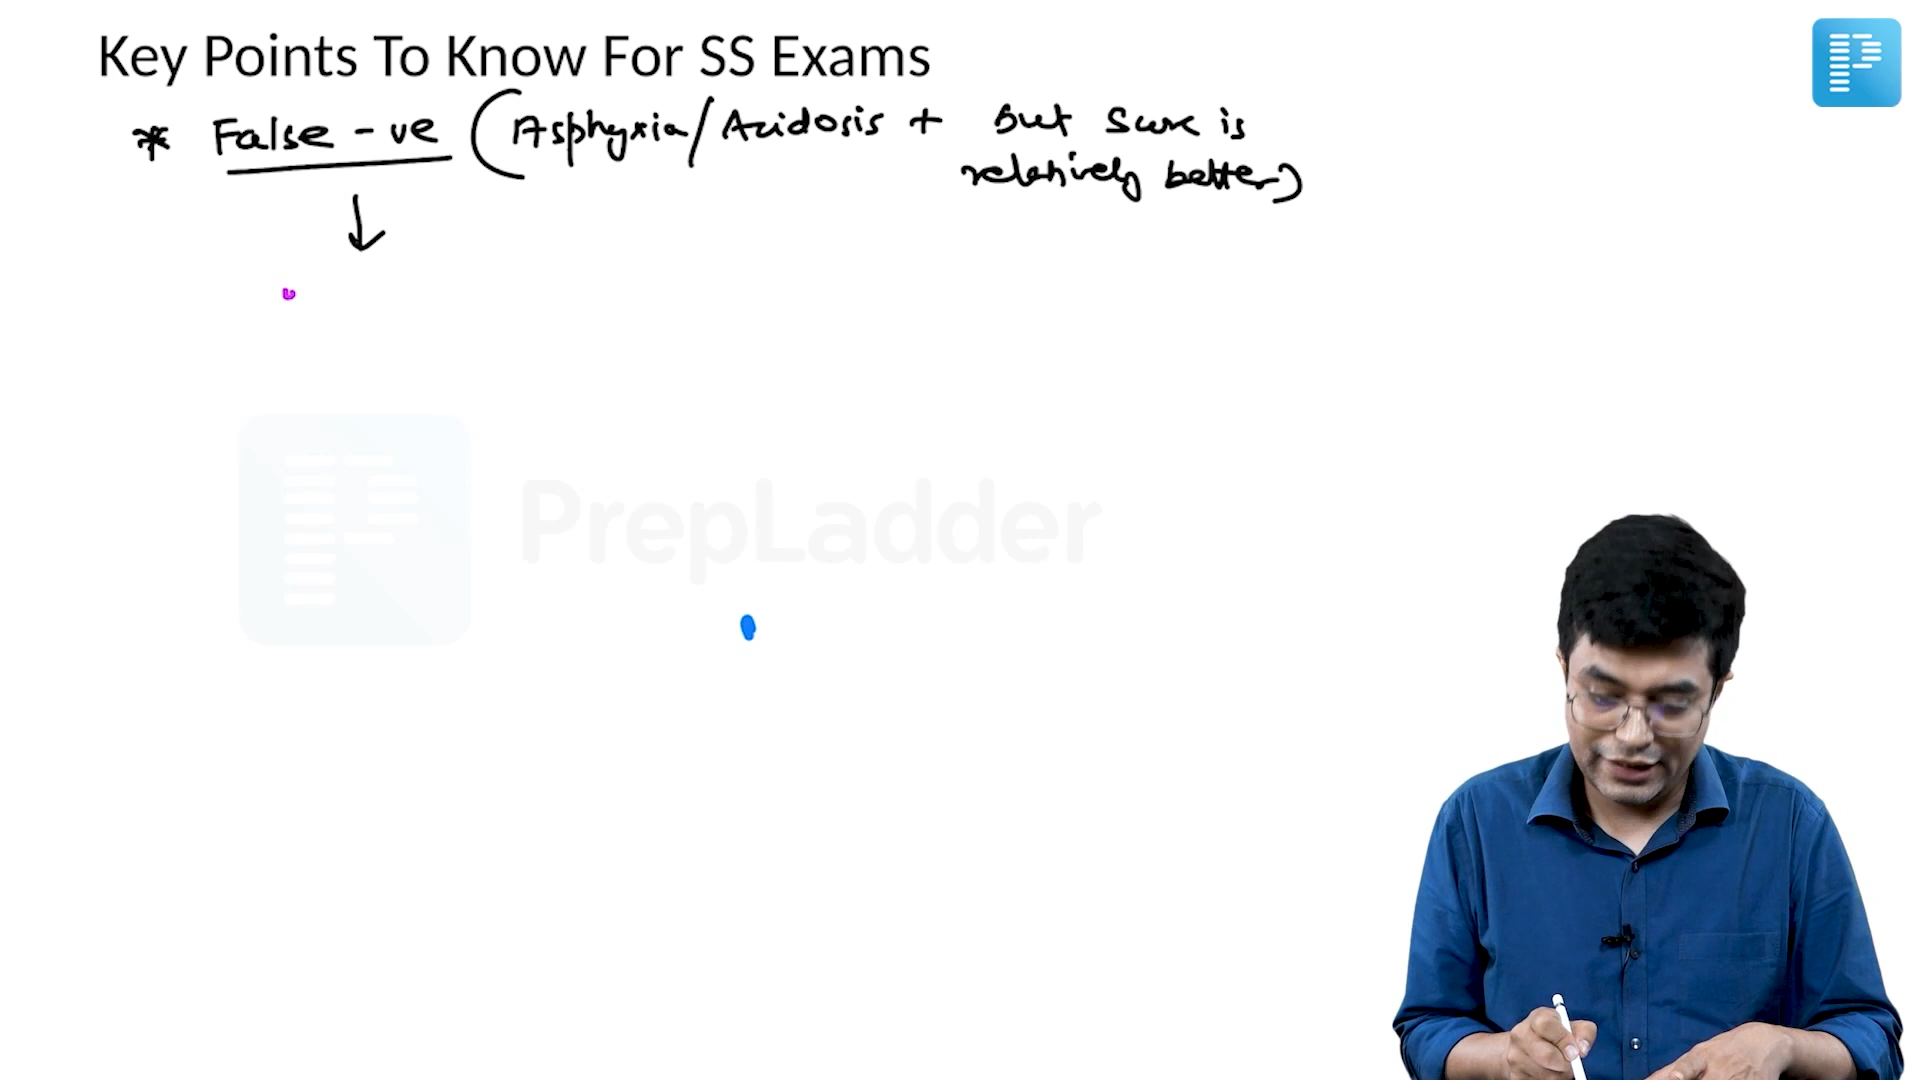 Key Points To Know For SS Exams
* False -ve (Asphyxia/Acidosis + But Score is
relatively better)
PrepLadder